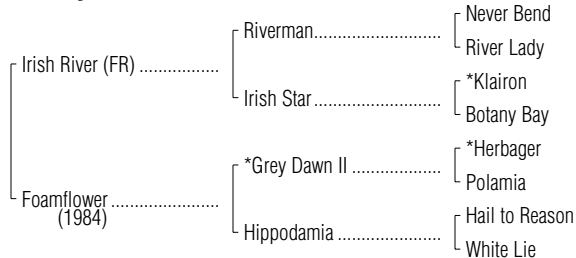 Never Bend
Riverman
River Lady
Irish River (FR)
*Klairon
Irish Star
Botany Bay
*Herbager
*Grey Dawn II
Polamia
Foamflower
(1984)
Hail to Reason
Hippodamia
White Lie